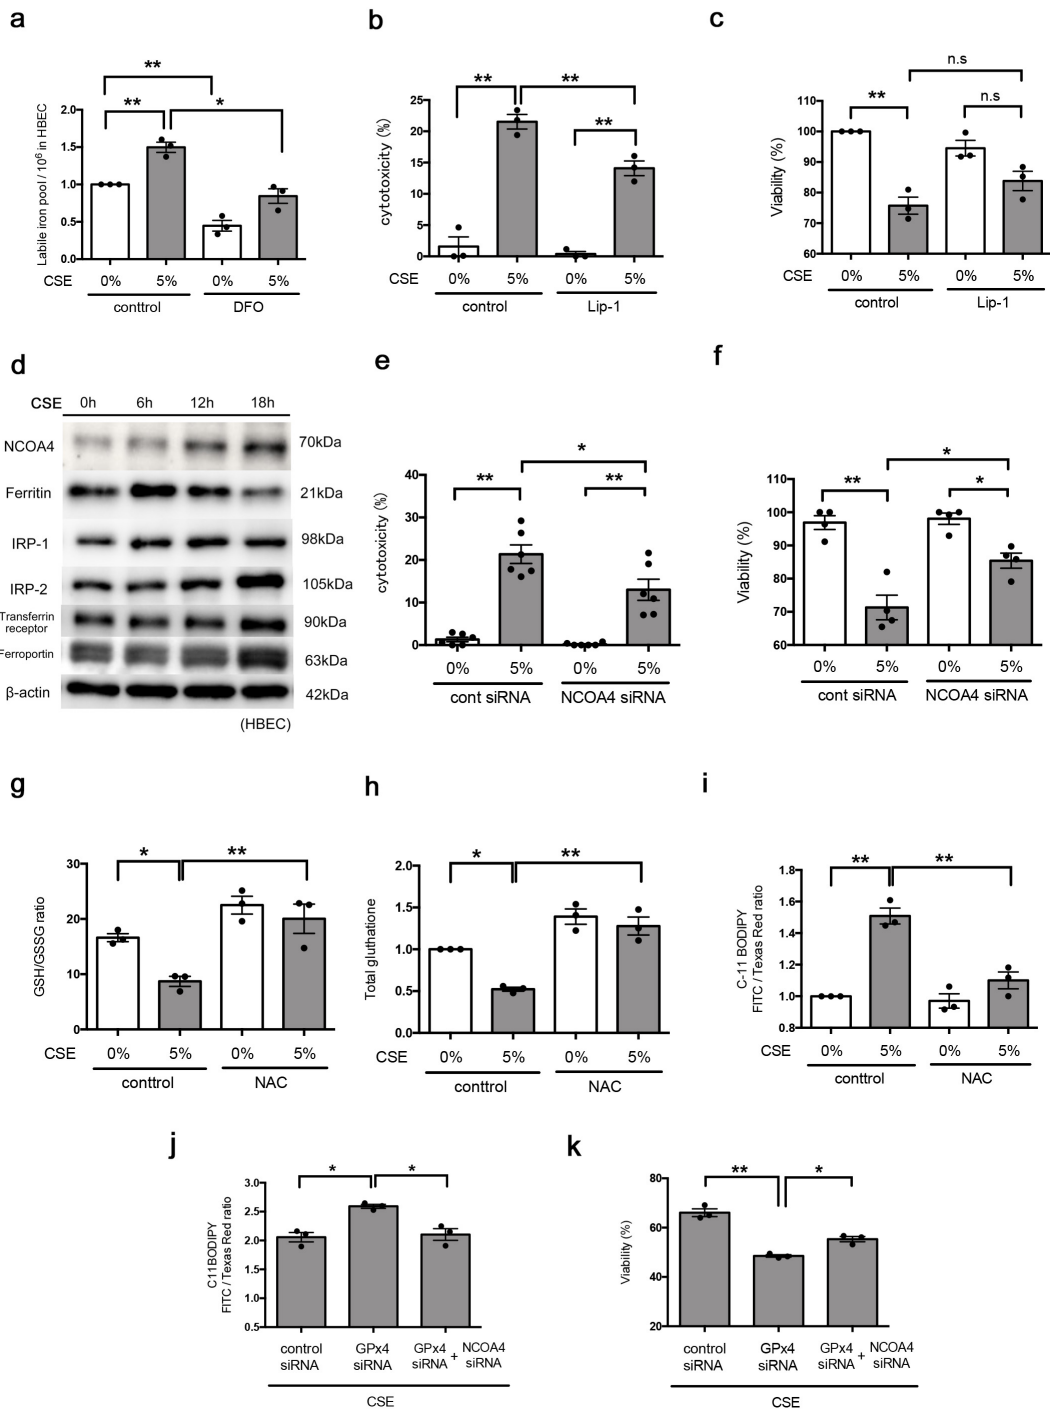 a
Labile iron pool / 10⁶ in HBEC
2.0
1.5
1.0
0.5
0.0
**
**
*
CSE 0% 5% 0% 5%
conttrol DFO
b
cytotoxicity (%)
25
20
15
10
5
0
** **
**
CSE 0% 5% 0% 5%
control Lip-1
c
Viability (%)
110
100
90
80
70
60
n.s
** n.s
CSE 0% 5% 0% 5%
control Lip-1
d
CSE 0h 6h 12h 18h
NCOA4 70kDa
Ferritin 21kDa
IRP-1 98kDa
IRP-2 105kDa
Transferrin
receptor 90kDa
Ferroportin 63kDa
β-actin 42kDa
(HBEC)
e
cytotoxicity (%)
40
30
20
10
0
*
** **
0% 5% 0% 5%
cont siRNA NCOA4 siRNA
f
Viability (%)
110
100
90
80
70
60
*
** *
0% 5% 0% 5%
cont siRNA NCOA4 siRNA
g
GSH/GSSG ratio
30
20
10
0
* **
CSE 0% 5% 0% 5%
conttrol NAC
h
Total gluthatione
2.0
1.5
1.0
0.5
0.0
* **
CSE 0% 5% 0% 5%
conttrol NAC
i
C-11 BODIPY
FITC / Texas Red ratio
1.8
1.6
1.4
1.2
1.0
0.8
** **
CSE 0% 5% 0% 5%
conttrol NAC
j
C11BODIPY
FITC / Texas Red ratio
3.0
2.5
2.0
1.5
1.0
0.5
* *
control
siRNA
GPx4
siRNA
GPx4
siRNA
+
NCOA4
siRNA
CSE
k
Viability (%)
80
60
40
20
** *
control
siRNA
GPx4
siRNA
GPx4
siRNA
+
NCOA4
siRNA
CSE